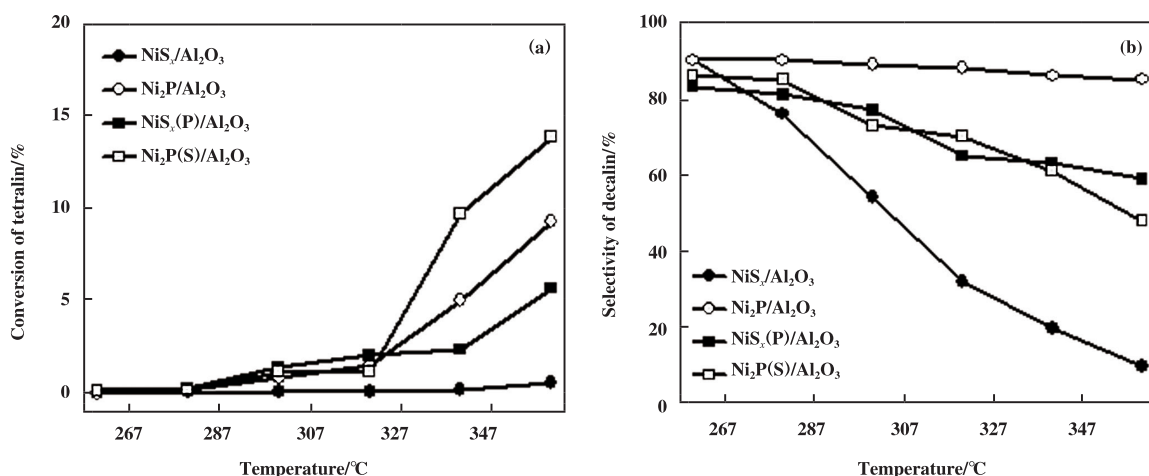 20
15
10
5
0
Conversion of tetralin/%
(a)
NiSₓ/Al₂O₃
Ni₂P/Al₂O₃
NiSₓ(P)/Al₂O₃
Ni₂P(S)/Al₂O₃
267 287 307 327 347
Temperature/℃
100
80
60
40
20
0
Selectivity of decalin/%
(b)
NiSₓ/Al₂O₃
Ni₂P/Al₂O₃
NiSₓ(P)/Al₂O₃
Ni₂P(S)/Al₂O₃
267 287 307 327 347
Temperature/℃